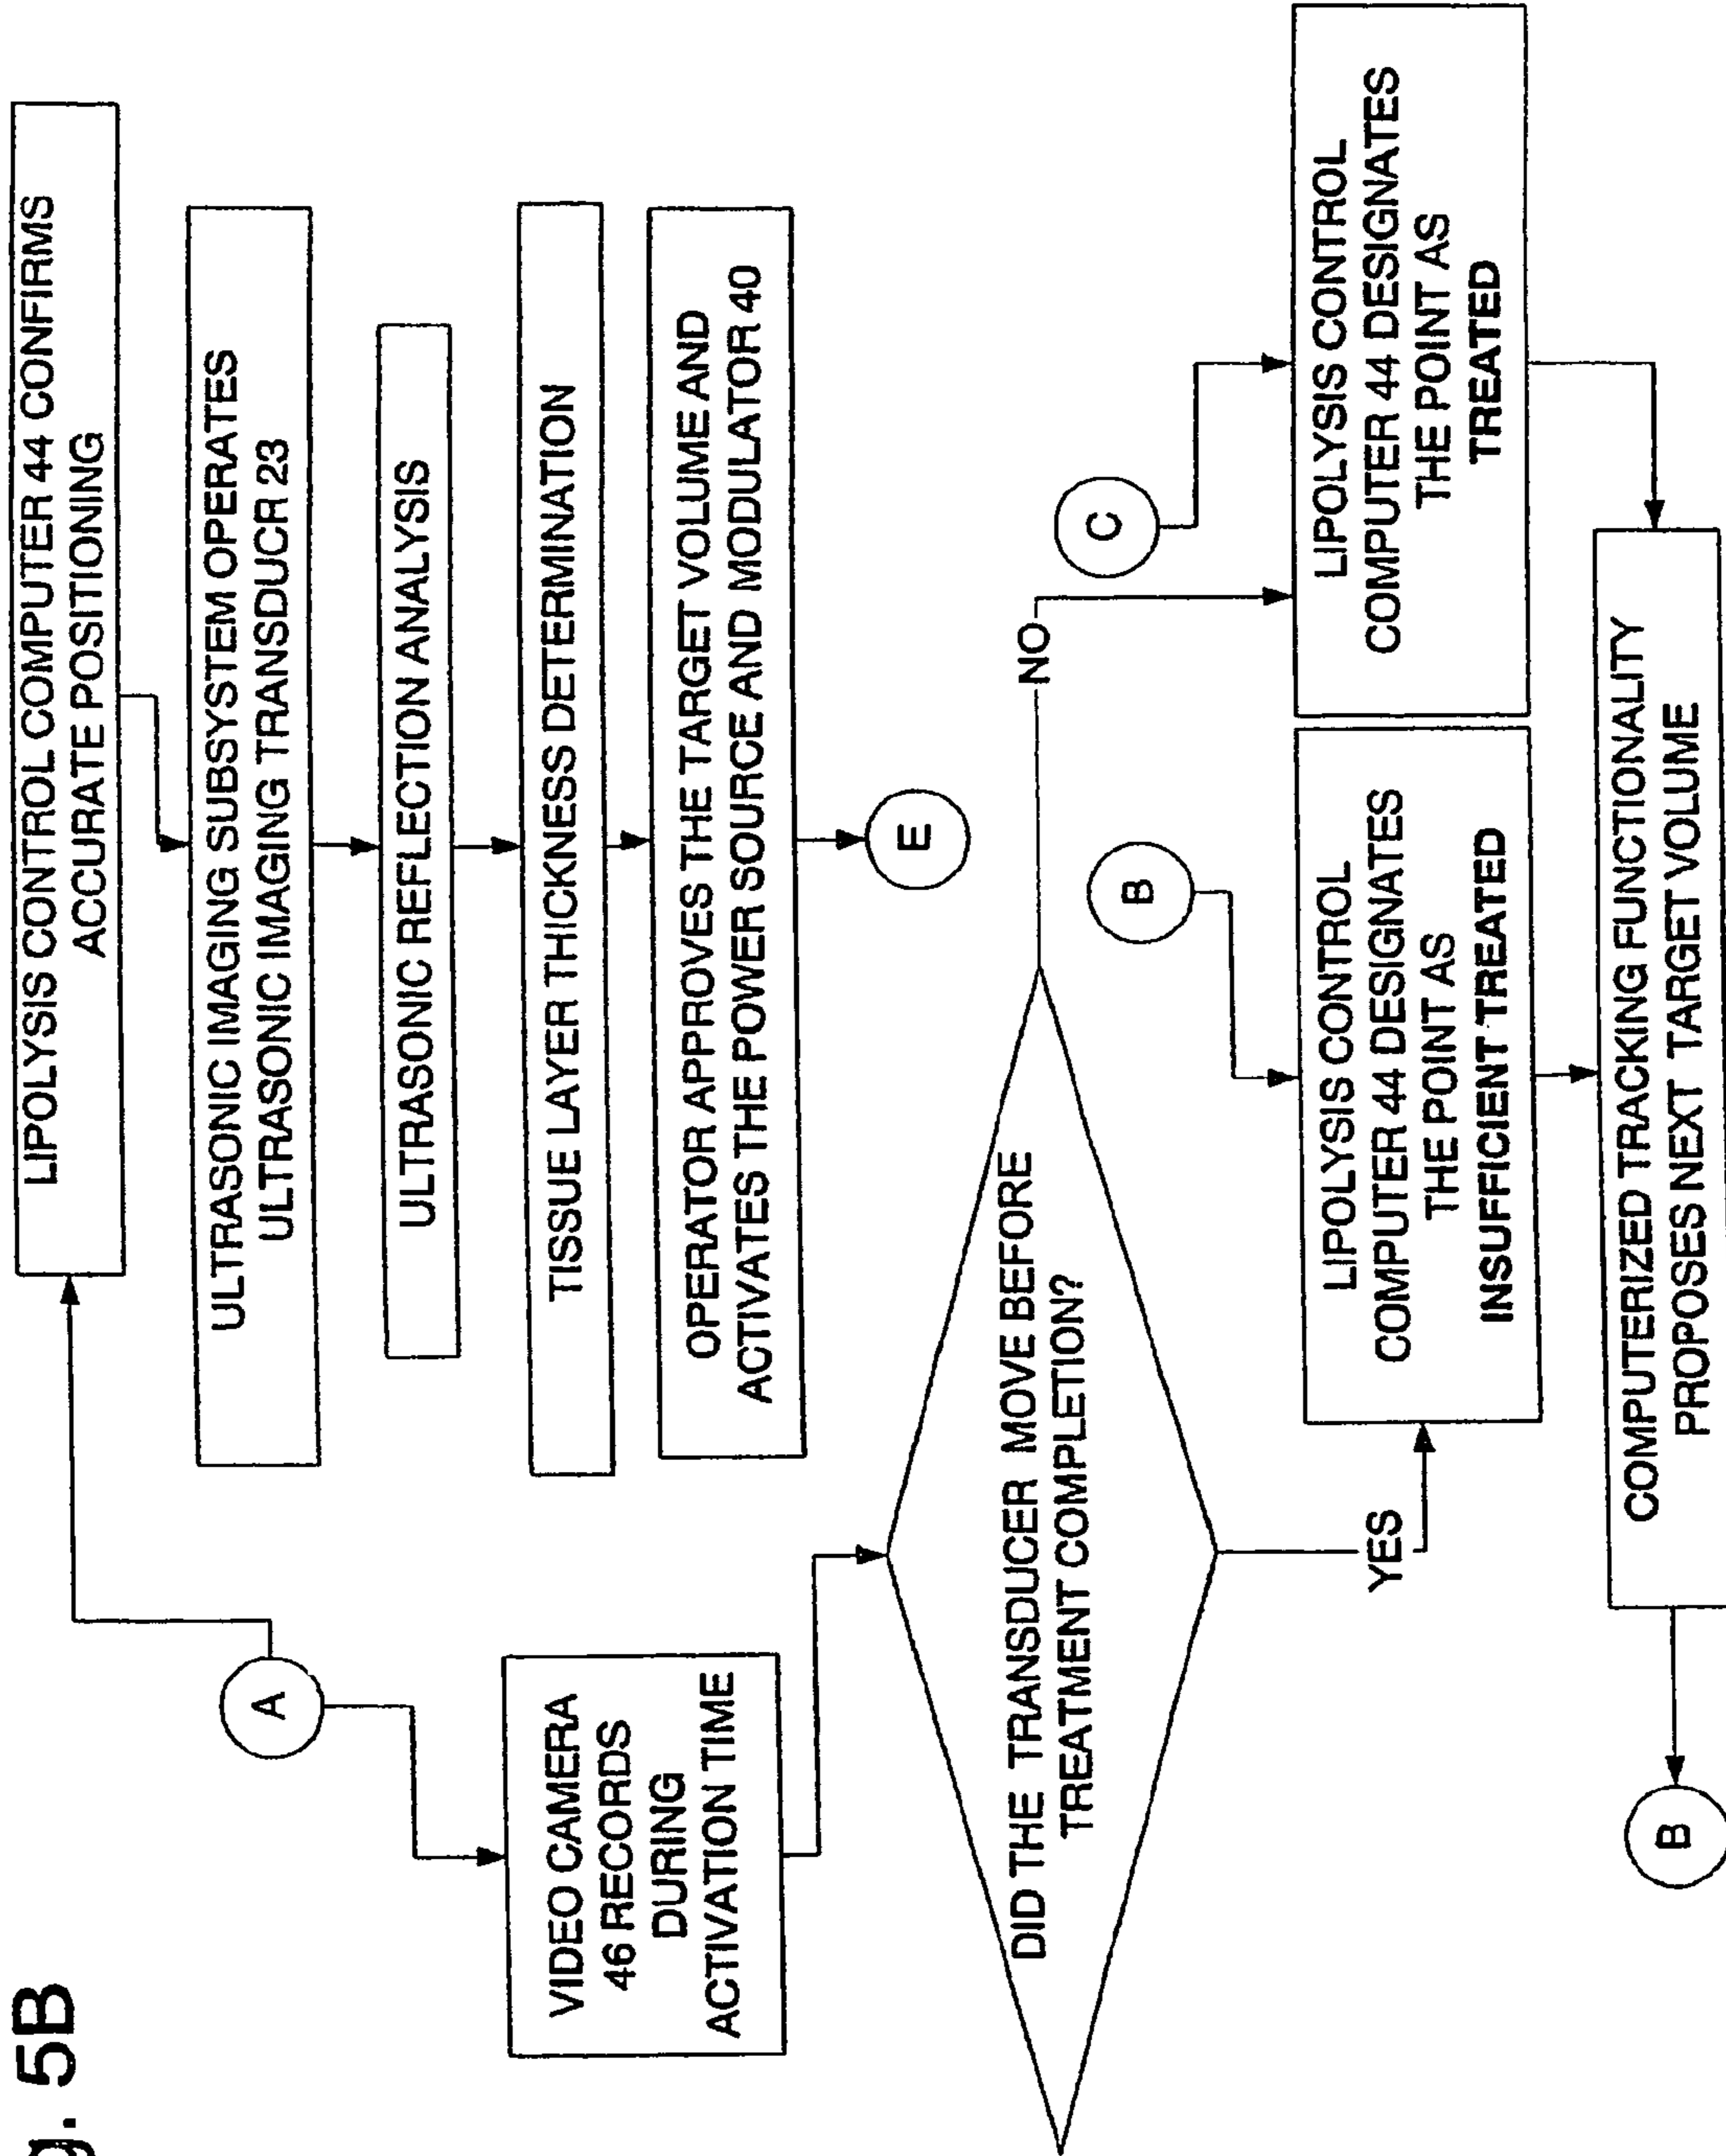 g. 5B
A
LIPOLYSIS CONTROL COMPUTER 44 CONFIRMS
ACCURATE POSITIONING
ULTRASONIC IMAGING SUBSYSTEM OPERATES
ULTRASONIC IMAGING TRANSDUCR 23
ULTRASONIC REFLECTION ANALYSIS
TISSUE LAYER THICKNESS DETERMINATION
OPERATOR APPROVES THE TARGET VOLUME AND
ACTIVATES THE POWER SOURCE AND MODULATOR 40
E
VIDEO CAMERA
46 RECORDS
DURING
ACTIVATION TIME
DID THE TRANSDUCER MOVE BEFORE
TREATMENT COMPLETION?
YES
NO
B
C
LIPOLYSIS CONTROL
COMPUTER 44 DESIGNATES
THE POINT AS
INSUFFICIENT TREATED
LIPOLYSIS CONTROL
COMPUTER 44 DESIGNATES
THE POINT AS
TREATED
COMPUTERIZED TRACKING FUNCTIONALITY
PROPOSES NEXT TARGET VOLUME
B